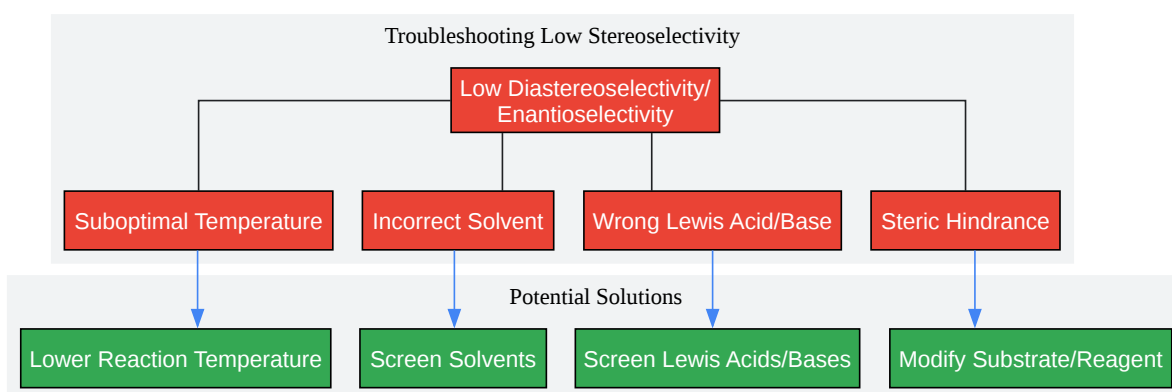 Troubleshooting Low Stereoselectivity
Low Diastereoselectivity/
Enantioselectivity
Suboptimal Temperature
Incorrect Solvent
Wrong Lewis Acid/Base
Steric Hindrance
Potential Solutions
Lower Reaction Temperature
Screen Solvents
Screen Lewis Acids/Bases
Modify Substrate/Reagent